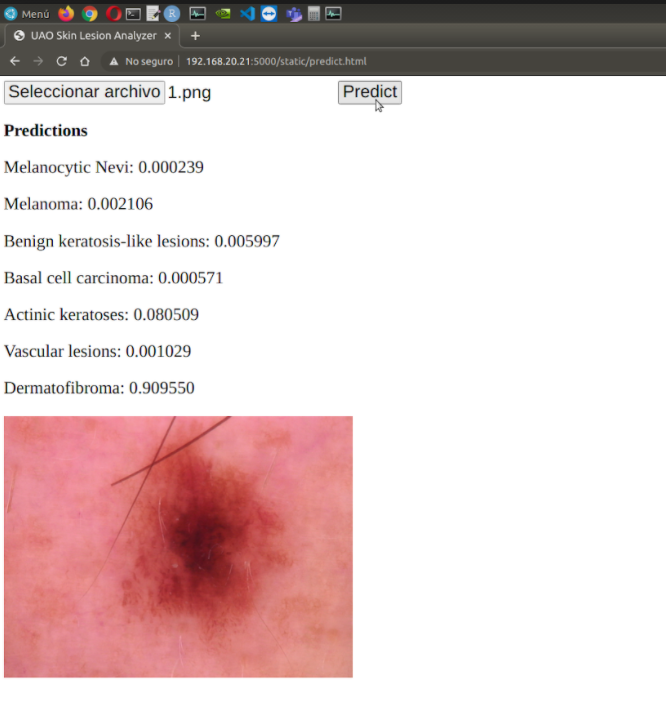 Menú
UAO Skin Lesion Analyzer
No seguro 192.168.20.21:5000/static/predict.html
Seleccionar archivo 1.png Predict
Predictions
Melanocytic Nevi: 0.000239
Melanoma: 0.002106
Benign keratosis-like lesions: 0.005997
Basal cell carcinoma: 0.000571
Actinic keratoses: 0.080509
Vascular lesions: 0.001029
Dermatofibroma: 0.909550